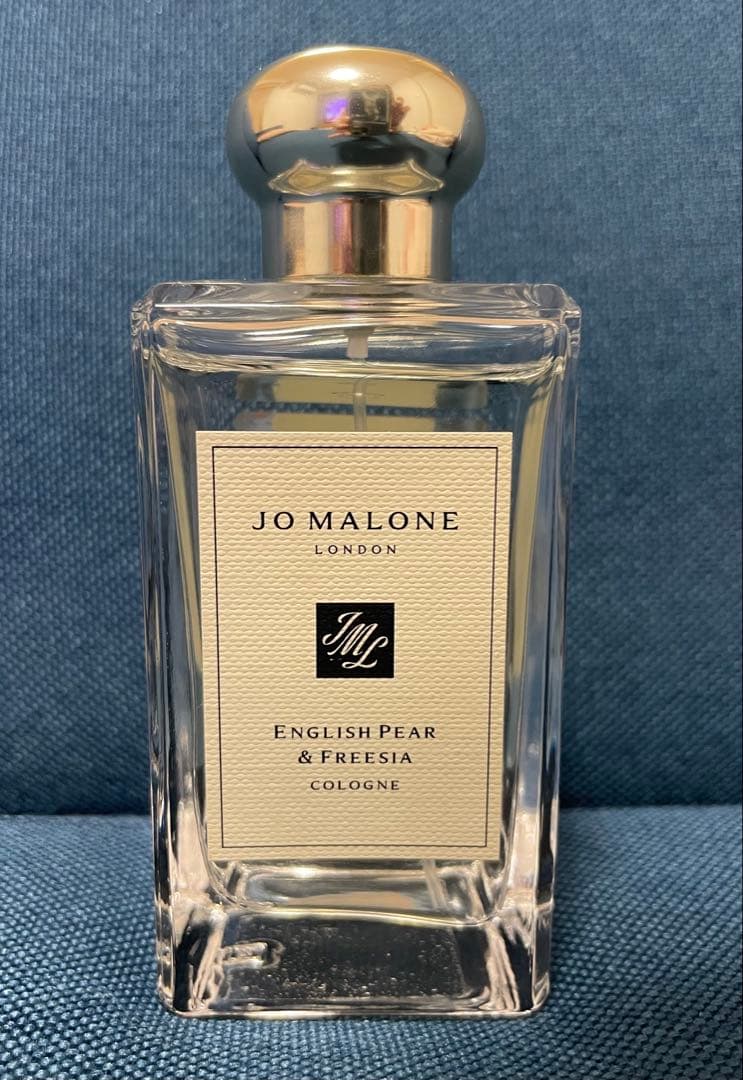 JO MALONE
LONDON
JML
ENGLISH PEAR
& FREESIA
COLOGNE